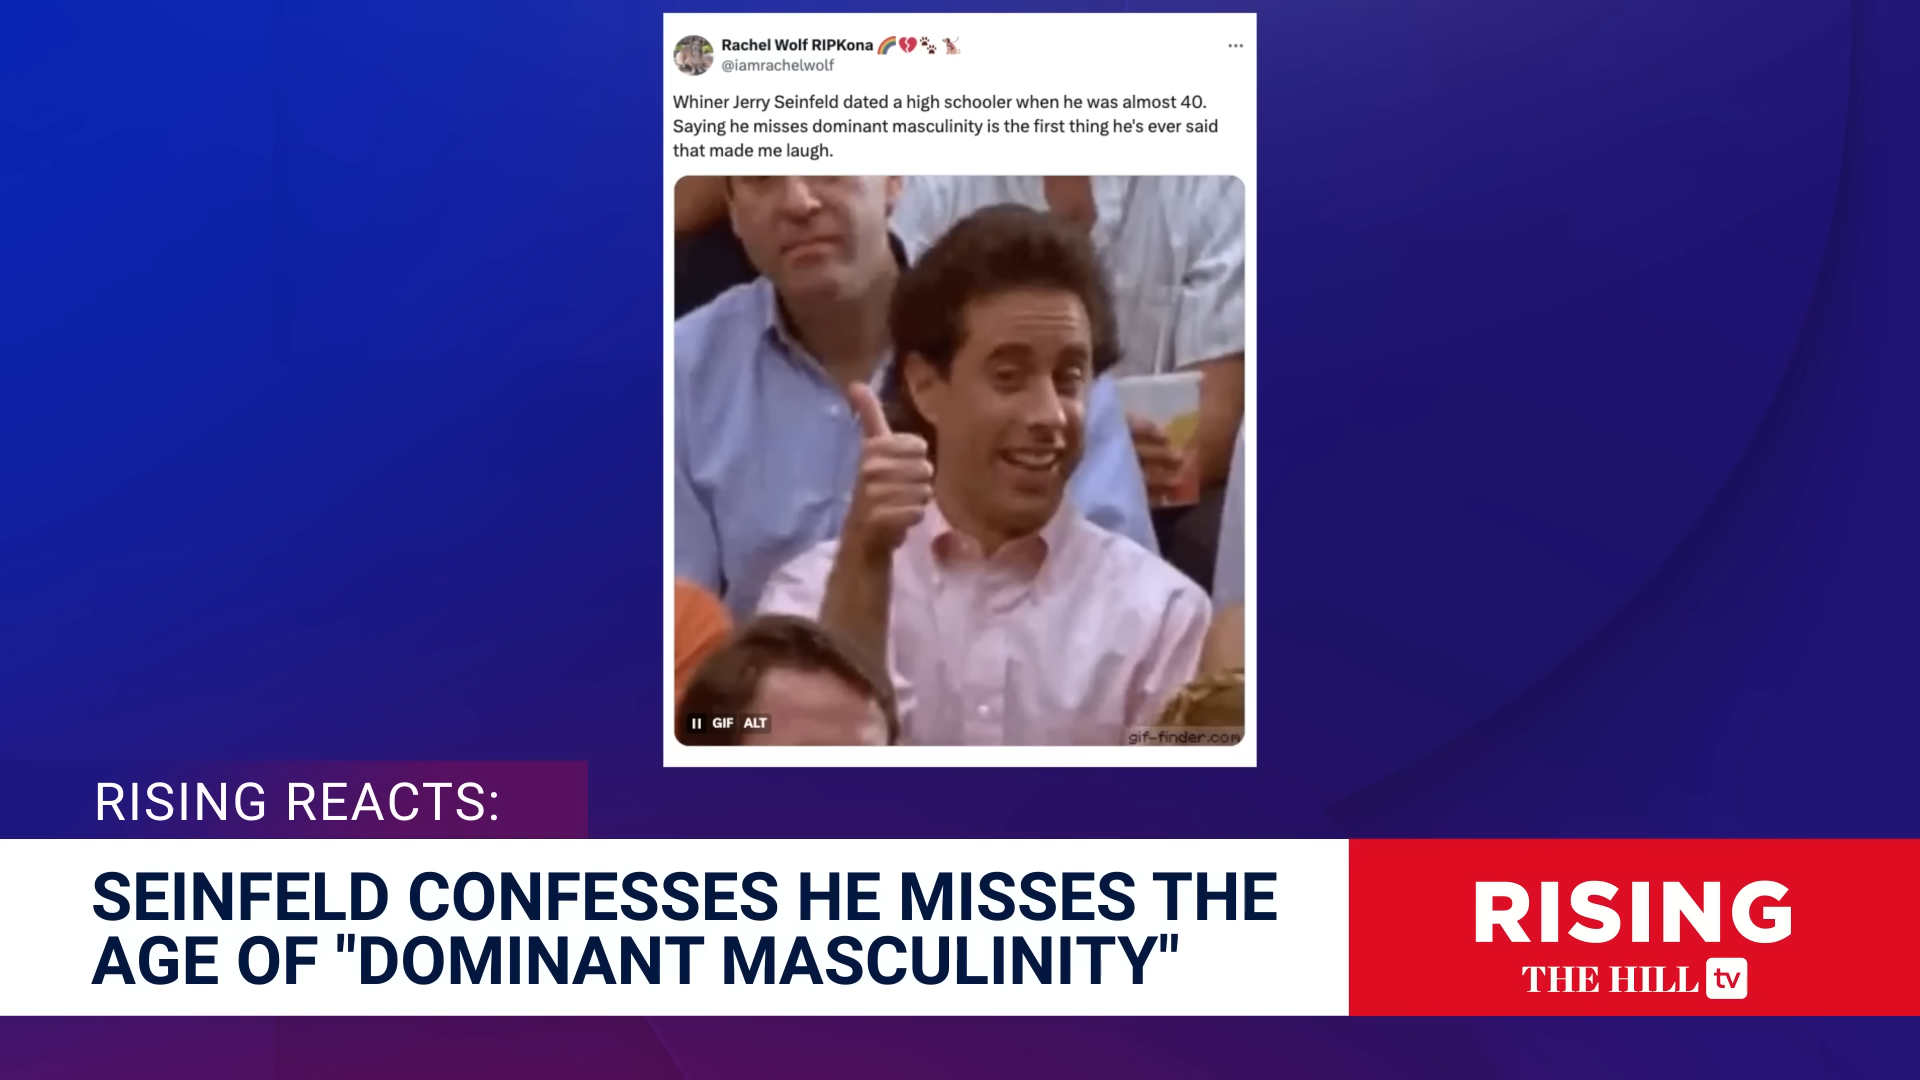 Rachel Wolf RIPKona 🌈💔🐾🐕
@iamrachelwolf
Whiner Jerry Seinfeld dated a high schooler when he was almost 40.
Saying he misses dominant masculinity is the first thing he's ever said
that made me laugh.
GIF ALT
gif-finder.com
RISING REACTS:
SEINFELD CONFESSES HE MISSES THE
AGE OF "DOMINANT MASCULINITY"
RISING
THE HILL tv